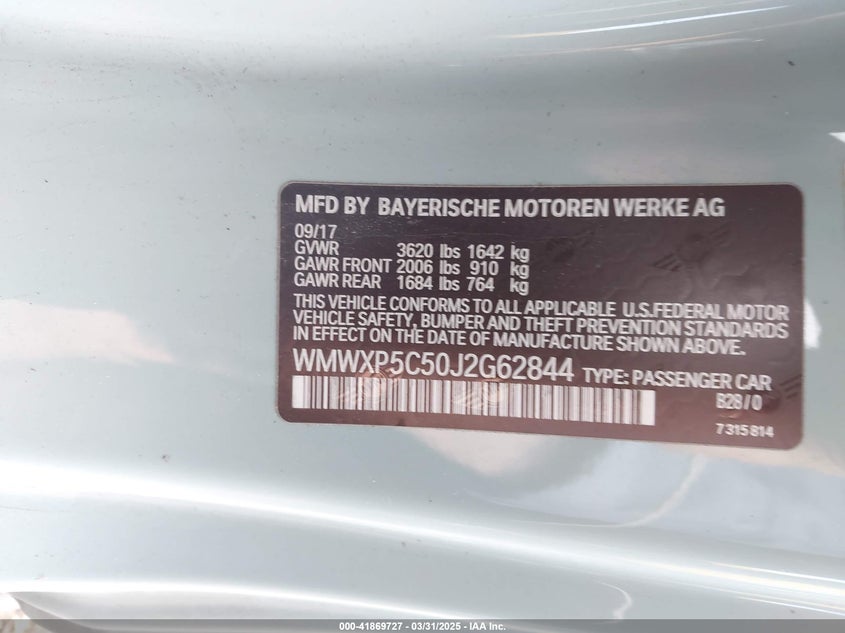 MFD BY BAYERISCHE MOTOREN WERKE AG
09/17
GVWR 3620 lbs 1642 kg
GAWR FRONT 2006 lbs 910 kg
GAWR REAR 1684 lbs 764 kg
THIS VEHICLE CONFORMS TO ALL APPLICABLE U.S.FEDERAL MOTOR
VEHICLE SAFETY, BUMPER AND THEFT PREVENTION STANDARDS
IN EFFECT ON THE DATE OF MANUFACTURE SHOWN ABOVE.
WMWXP5C50J2G62844 TYPE: PASSENGER CAR
B28/0
7315814
000-41869727 - 03/31/2025 - IAA Inc.